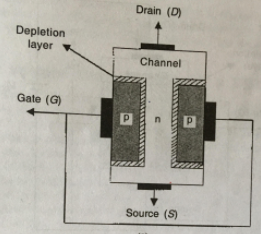 Drain (D)
Depletion
layer
Channel
Gate (G)
p
n
p
Source (S)